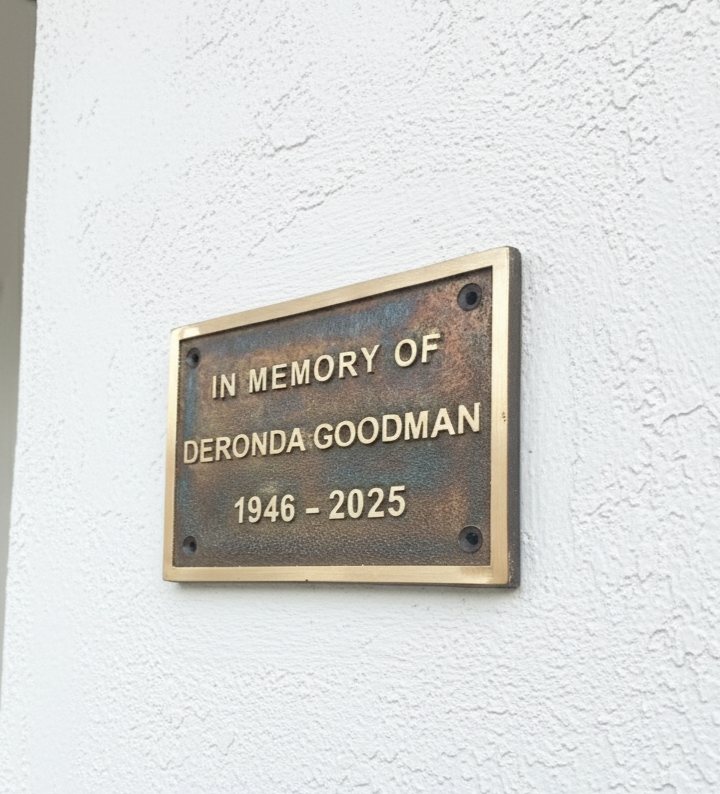 IN MEMORY OF
DERONDA GOODMAN
1946 – 2025